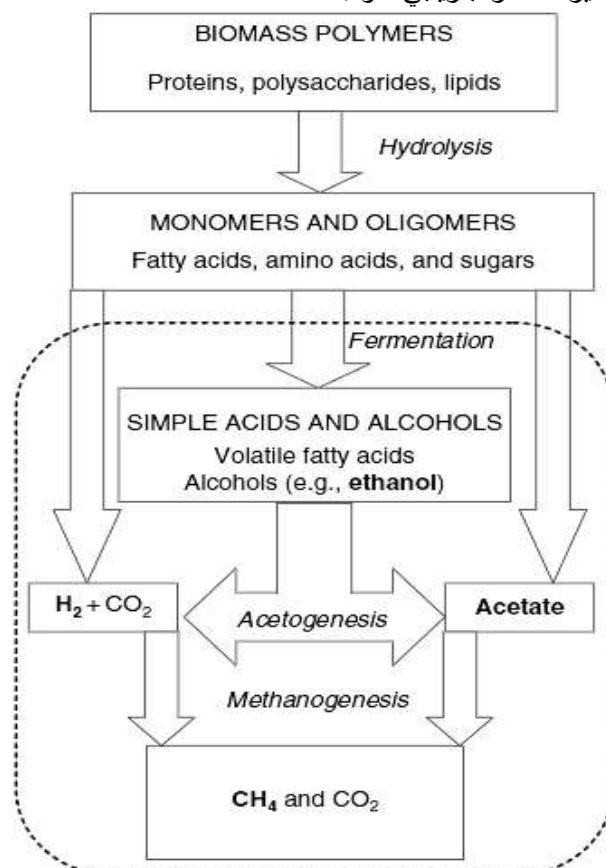 BIOMASS POLYMERS
Proteins, polysaccharides, lipids
Hydrolysis
MONOMERS AND OLIGOMERS
Fatty acids, amino acids, and sugars
Fermentation
SIMPLE ACIDS AND ALCOHOLS
Volatile fatty acids
Alcohols (e.g., ethanol)
H₂ + CO₂
Acetogenesis
Acetate
Methanogenesis
CH₄ and CO₂